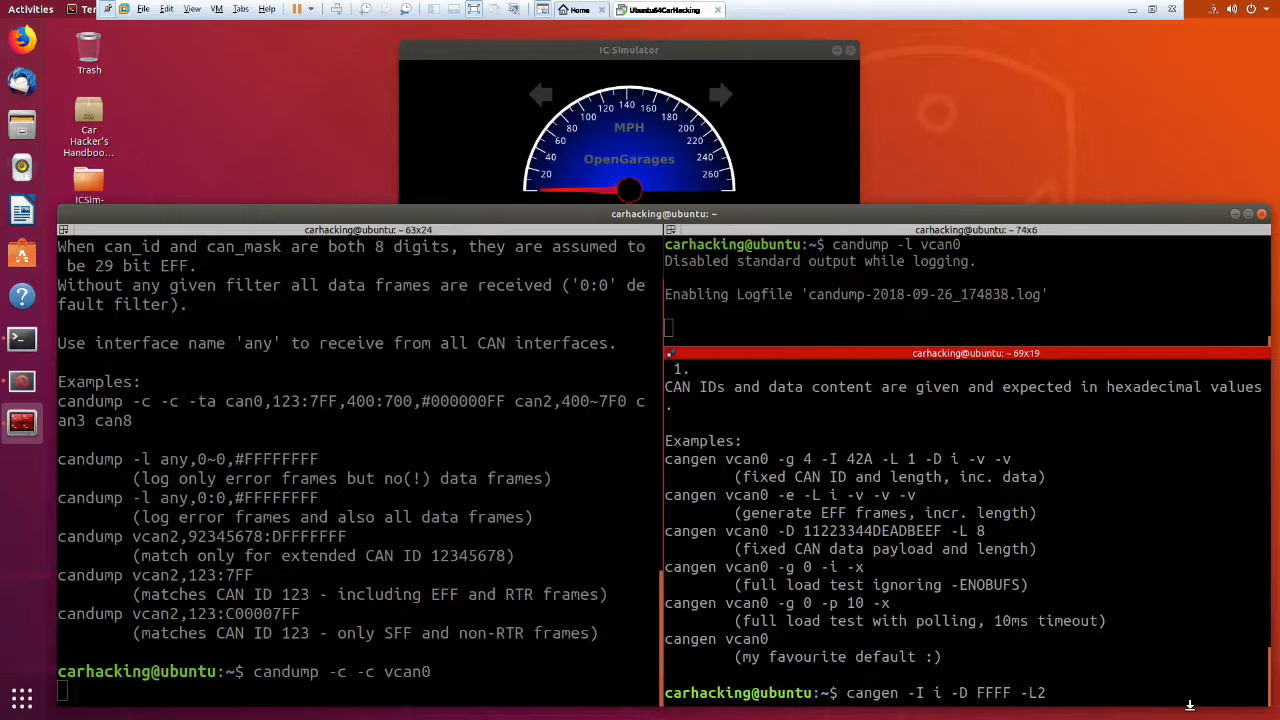 Activities
Ter
File
Edit
View
VM
Tabs
Help
Home
Ubuntu64CarHacking
Trash
Car
Hacker's
Handboo...
ICSim-
IC Simulator
MPH
OpenGarages
20
40
60
80
100
120
140
160
180
200
220
240
260
carhacking@ubuntu: ~
carhacking@ubuntu: ~ 63x24
When can_id and can_mask are both 8 digits, they are assumed to
be 29 bit EFF.
Without any given filter all data frames are received ('0:0' de
fault filter).
Use interface name 'any' to receive from all CAN interfaces.
Examples:
candump -c -c -ta can0,123:7FF,400:700,#000000FF can2,400~7F0 c
an3 can8
candump -l any,0~0,#FFFFFFFF
(log only error frames but no(!) data frames)
candump -l any,0:0,#FFFFFFFF
(log error frames and also all data frames)
candump vcan2,92345678:DFFFFFFF
(match only for extended CAN ID 12345678)
candump vcan2,123:7FF
(matches CAN ID 123 - including EFF and RTR frames)
candump vcan2,123:C00007FF
(matches CAN ID 123 - only SFF and non-RTR frames)
carhacking@ubuntu:~$ candump -c -c vcan0
carhacking@ubuntu: ~ 74x6
carhacking@ubuntu:~$ candump -l vcan0
Disabled standard output while logging.
Enabling Logfile 'candump-2018-09-26_174838.log'
carhacking@ubuntu: ~ 69x19
1.
CAN IDs and data content are given and expected in hexadecimal values
.
Examples:
cangen vcan0 -g 4 -I 42A -L 1 -D i -v -v
(fixed CAN ID and length, inc. data)
cangen vcan0 -e -L i -v -v -v
(generate EFF frames, incr. length)
cangen vcan0 -D 11223344DEADBEEF -L 8
(fixed CAN data payload and length)
cangen vcan0 -g 0 -i -x
(full load test ignoring -ENOBUFS)
cangen vcan0 -g 0 -p 10 -x
(full load test with polling, 10ms timeout)
cangen vcan0
(my favourite default :)
carhacking@ubuntu:~$ cangen -I i -D FFFF -L2